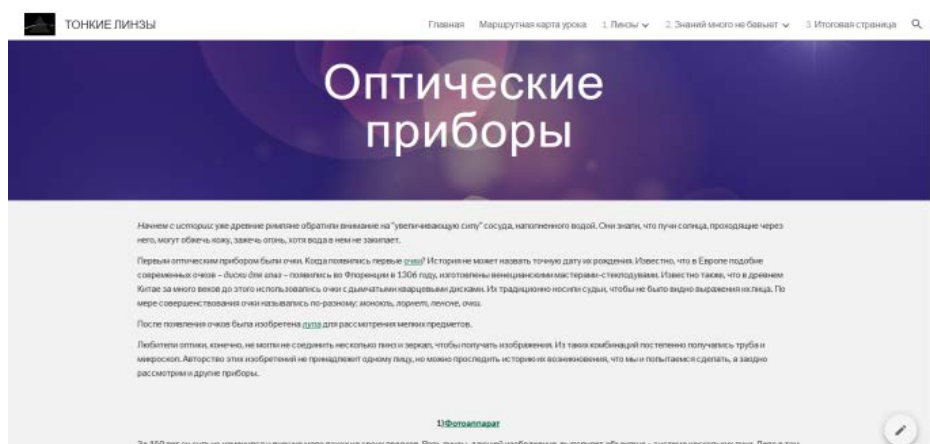 ТОНКИЕ ЛИНЗЫ
Главная Маршрутная карта урока 1. Линзы 2. Знаний много не бывает 3. Итоговая страница
Оптические
приборы
Начнем с истории: уже древние римляне обратили внимание на "увеличивающую силу" сосуда, наполненного водой. Они знали, что лучи солнца, проходящие через
него, могут обжечь кожу, зажечь огонь, хотя вода в нем не закипает.
Первым оптическим прибором были очки. Когда появились первые очки? История не может назвать точную дату их рождения. Известно, что в Европе подобие
современных очков – диски для глаз – появились во Флоренции в 1306 году, изготовлены венецианскими мастерами-стеклодувами. Известно также, что в древнем
Китае за много веков до этого использовались очки с дымчатыми кварцевыми дисками. Их традиционно носили судьи, чтобы не было видно выражения их лица. По
мере совершенствования очки назывались по-разному: монокль, лорнет, пенсне, очки.
После появления очков была изобретена лупа для рассмотрения мелких предметов.
Любители оптики, конечно, не могли не соединить несколько линз и зеркал, чтобы получать изображения. Из таких комбинаций постепенно получались труба и
микроскоп. Авторство этих изобретений не принадлежит одному лицу, но можно проследить историю их возникновения, что мы и попытаемся сделать, а заодно
рассмотрим и другие приборы.
1)Фотоаппарат